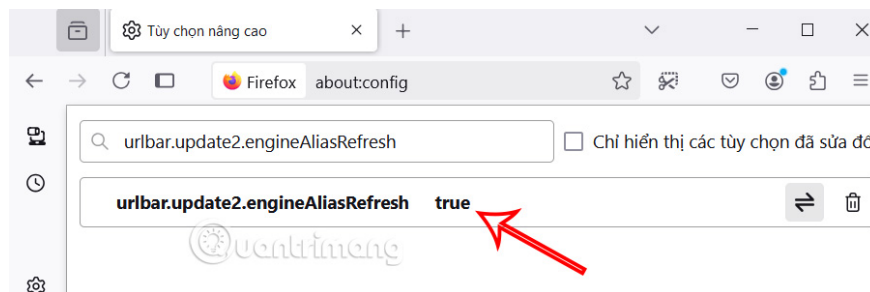 Tùy chọn nâng cao
Firefox about:config
urlbar.update2.engineAliasRefresh
Chỉ hiển thị các tùy chọn đã sửa đổ
urlbar.update2.engineAliasRefresh true
Quantrimang